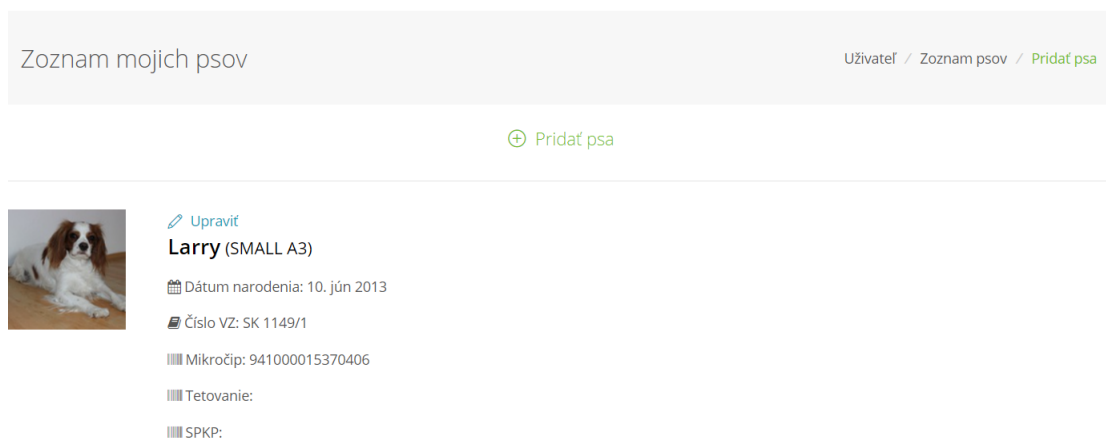 Zoznam mojich psov
Uživateľ / Zoznam psov / Pridať psa
Pridať psa
Upraviť
Larry (SMALL A3)
Dátum narodenia: 10. jún 2013
Číslo VZ: SK 1149/1
Mikročip: 941000015370406
Tetovanie:
SPKP: